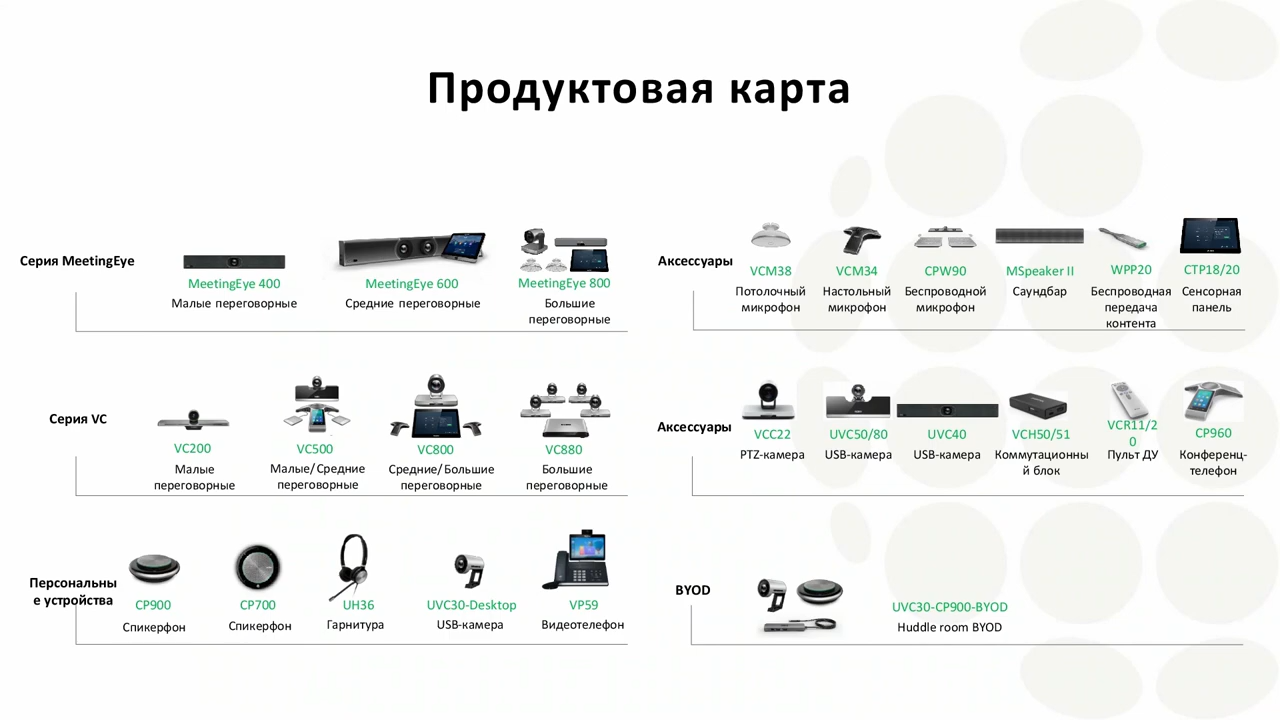 Продуктовая карта
Серия MeetingEye
MeetingEye 400
Малые переговорные
MeetingEye 600
Средние переговорные
MeetingEye 800
Большие
переговорные
Аксессуары
VCM38
Потолочный
микрофон
VCM34
Настольный
микрофон
CPW90
Беспроводной
микрофон
MSpeaker II
Саундбар
WPP20
Беспроводная
передача
контента
CTP18/20
Сенсорная
панель
Серия VC
VC200
Малые
переговорные
VC500
Малые/Средние
переговорные
VC800
Средние/Большие
переговорные
VC880
Большие
переговорные
Аксессуары
VCC22
PTZ-камера
UVC50/80
USB-камера
UVC40
USB-камера
VCH50/51
Коммутационны
й блок
VCR11/2
0
Пульт ДУ
CP960
Конференц-
телефон
Персональны
е устройства
CP900
Спикерфон
CP700
Спикерфон
UH36
Гарнитура
UVC30-Desktop
USB-камера
VP59
Видеотелефон
BYOD
UVC30-CP900-BYOD
Huddle room BYOD